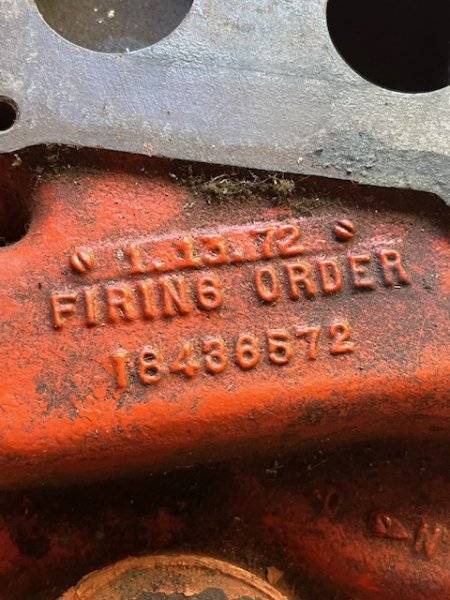 1.13.72
FIRING ORDER
18436572
N